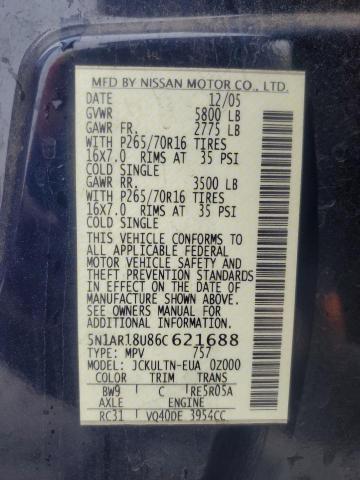 MFD BY NISSAN MOTOR CO., LTD.
DATE 12/05
GVWR 5800 LB
GAWR FR. 2775 LB
WITH P265/70R16 TIRES
16X7.0 RIMS AT 35 PSI
COLD SINGLE
GAWR RR. 3500 LB
WITH P265/70R16 TIRES
16X7.0 RIMS AT 35 PSI
COLD SINGLE
THIS VEHICLE CONFORMS TO
ALL APPLICABLE FEDERAL
MOTOR VEHICLE SAFETY AND
THEFT PREVENTION STANDARDS
IN EFFECT ON THE DATE OF
MANUFACTURE SHOWN ABOVE.
SEE OWNERS MANUAL FOR
ADDITIONAL INFORMATION.
5N1AR18U86C621688
TYPE: MPV 757
MODEL: JCKULTN-EUA 0Z000
COLOR TRIM TRANS
BW9 C RE5R05A
AXLE ENGINE
RC31 VQ40DE 3954CC